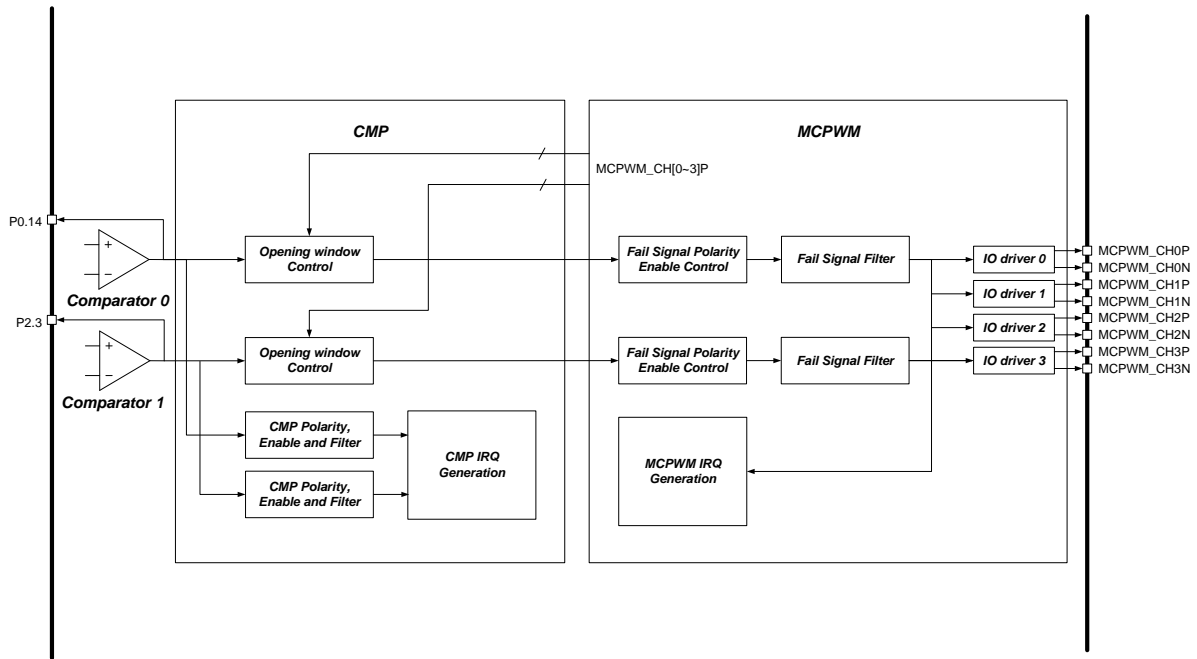 CMP
MCPWM
MCPWM_CH[0~3]P
P0.14
+
−
Comparator 0
Opening window
Control
Fail Signal Polarity
Enable Control
Fail Signal Filter
IO driver 0
IO driver 1
IO driver 2
IO driver 3
MCPWM_CH0P
MCPWM_CH0N
MCPWM_CH1P
MCPWM_CH1N
MCPWM_CH2P
MCPWM_CH2N
MCPWM_CH3P
MCPWM_CH3N
P2.3
+
−
Comparator 1
Opening window
Control
Fail Signal Polarity
Enable Control
Fail Signal Filter
CMP Polarity,
Enable and Filter
CMP Polarity,
Enable and Filter
CMP IRQ
Generation
MCPWM IRQ
Generation